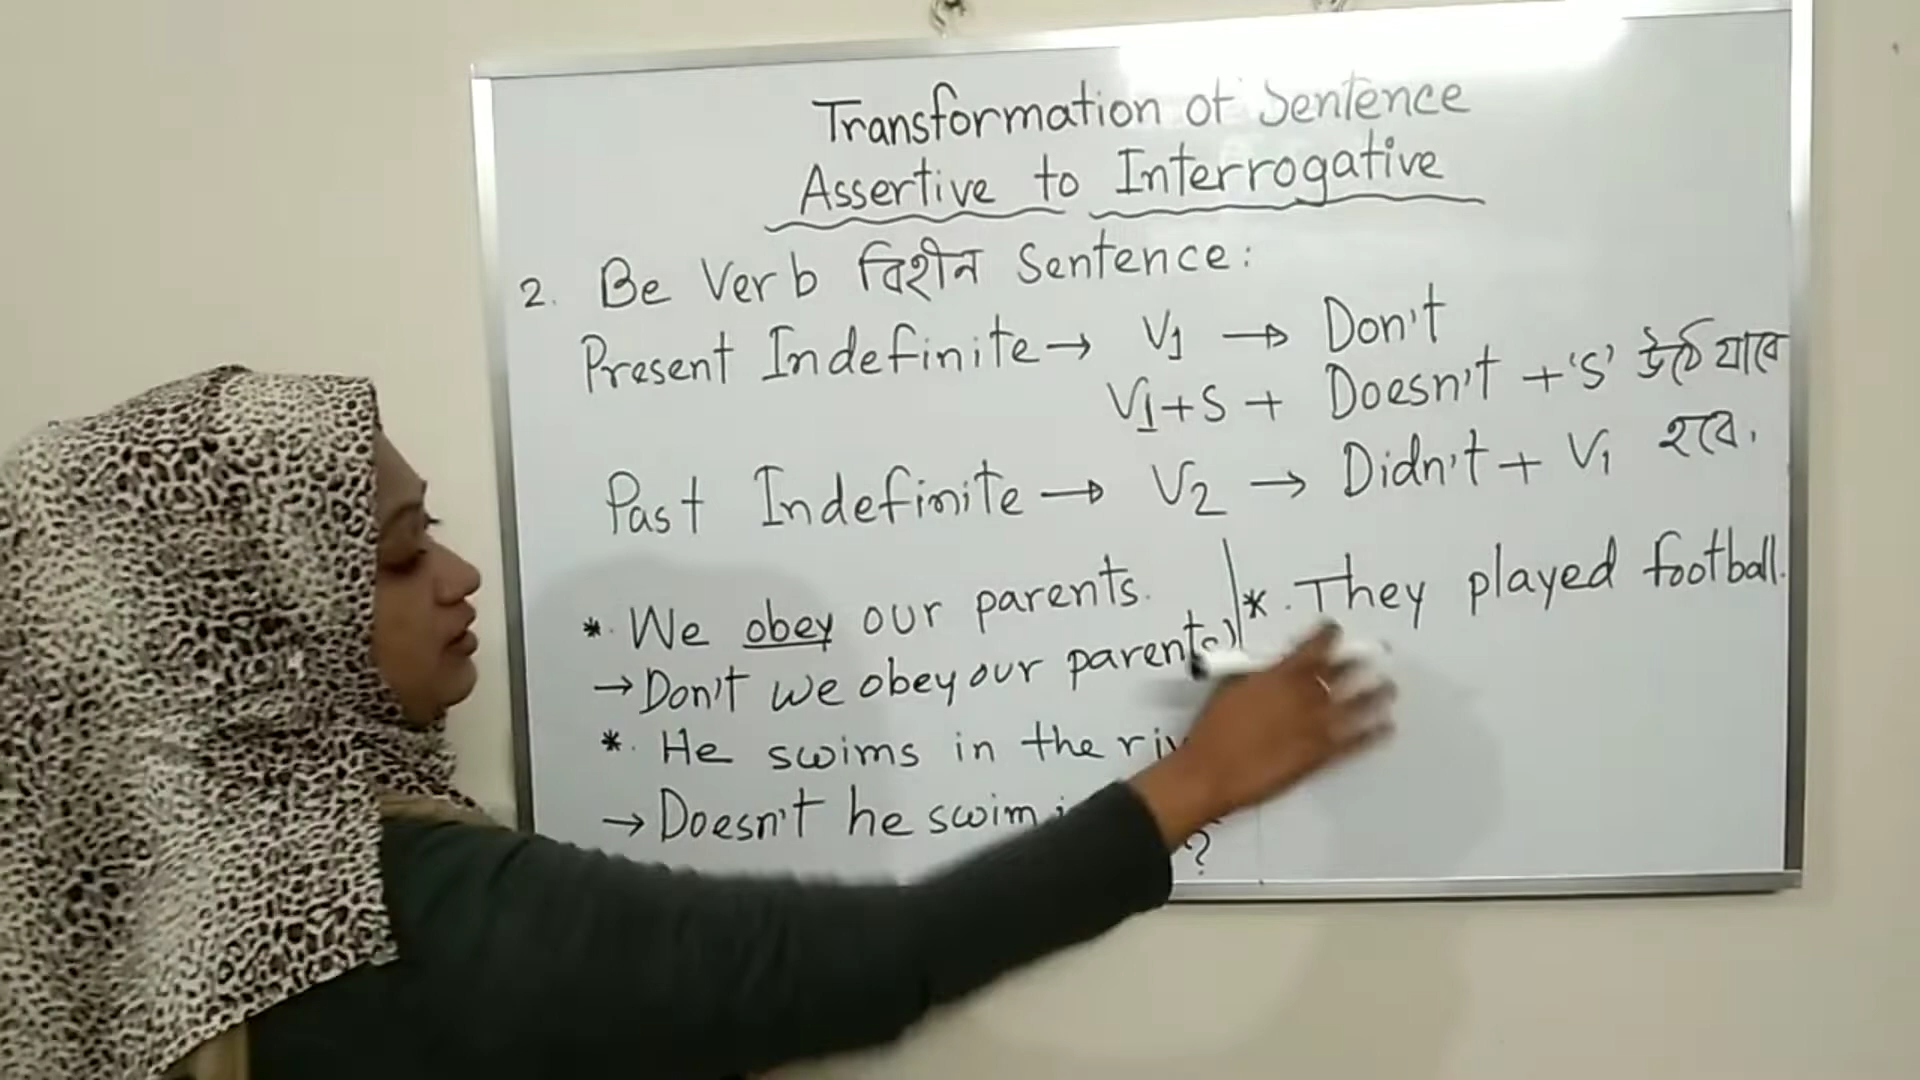 Transformation of Sentence
Assertive to Interrogative
2. Be Verb বিহীন Sentence:
Present Indefinite → V1 → Don't
V1+S + Doesn't +'S' উঠে যাবে
Past Indefinite → V2 → Didn't + V1 হবে.
* We obey our parents.
→ Don't we obey our parents
* He swims in the
→ Doesn't he swim
?
* They played football.